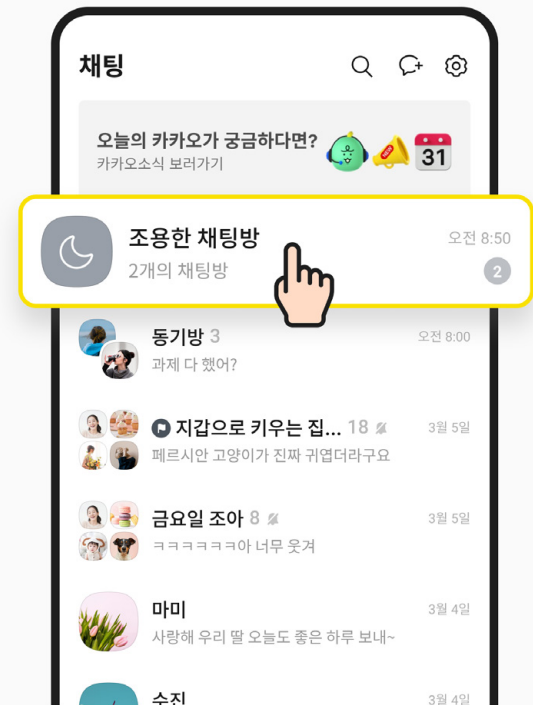 채팅
오늘의 카카오가 궁금하다면?
카카오소식 보러가기
NEW
31
조용한 채팅방
오전 8:50
2개의 채팅방
2
동기방 3
오전 8:00
과제 다 했어?
지갑으로 키우는 집... 18
3월 5일
페르시안 고양이가 진짜 귀엽더라구요
금요일 조아 8
3월 5일
ㅋㅋㅋㅋㅋㅋ아 너무 웃겨
마미
3월 4일
사랑해 우리 딸 오늘도 좋은 하루 보내~
수진
3월 4일